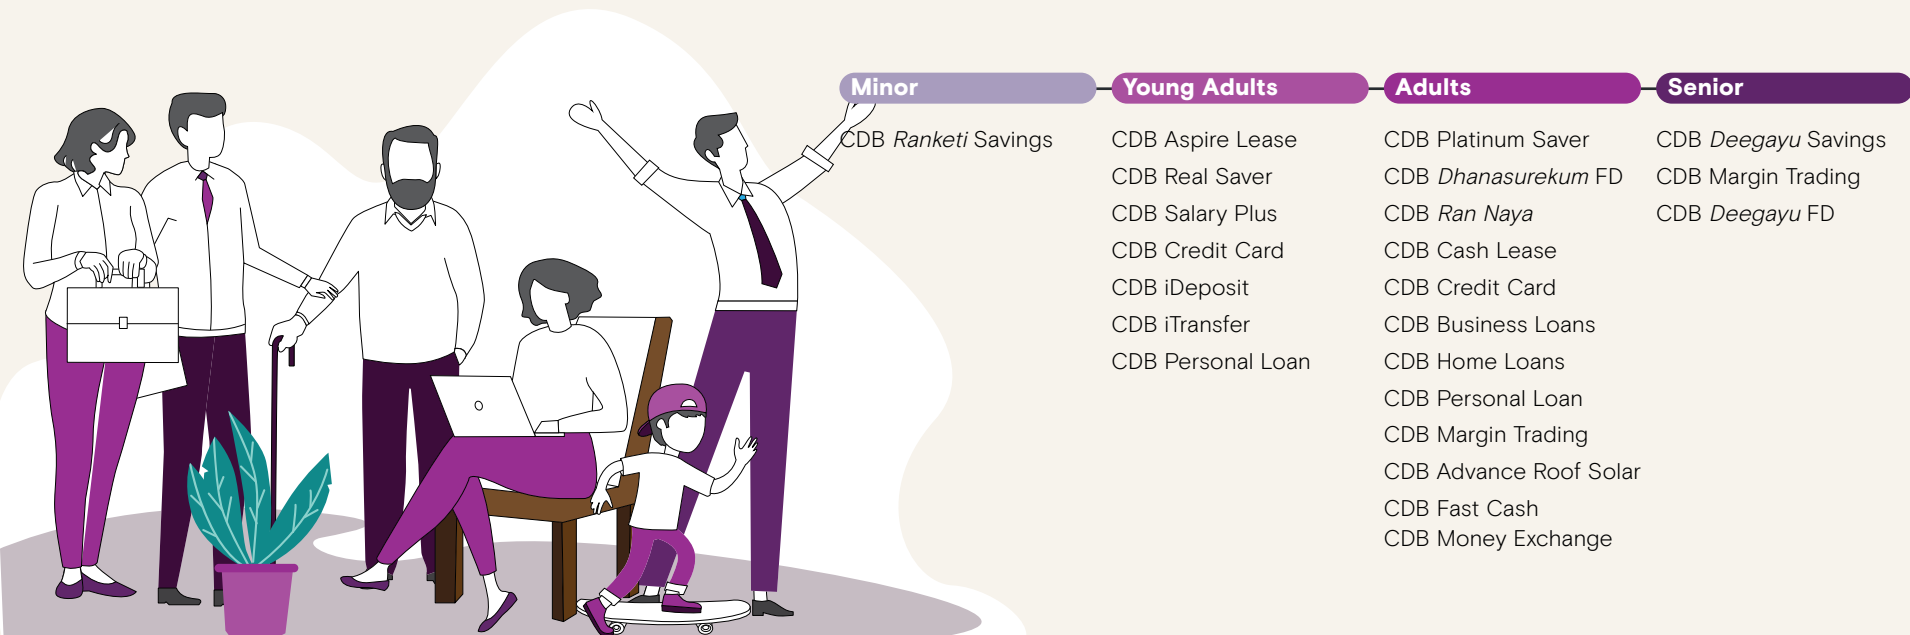 Minor
CDB Ranketi Savings
Young Adults
CDB Aspire Lease
CDB Real Saver
CDB Salary Plus
CDB Credit Card
CDB iDeposit
CDB iTransfer
CDB Personal Loan
Adults
CDB Platinum Saver
CDB Dhanasurekum FD
CDB Ran Naya
CDB Cash Lease
CDB Credit Card
CDB Business Loans
CDB Home Loans
CDB Personal Loan
CDB Margin Trading
CDB Advance Roof Solar
CDB Fast Cash
CDB Money Exchange
Senior
CDB Deegayu Savings
CDB Margin Trading
CDB Deegayu FD